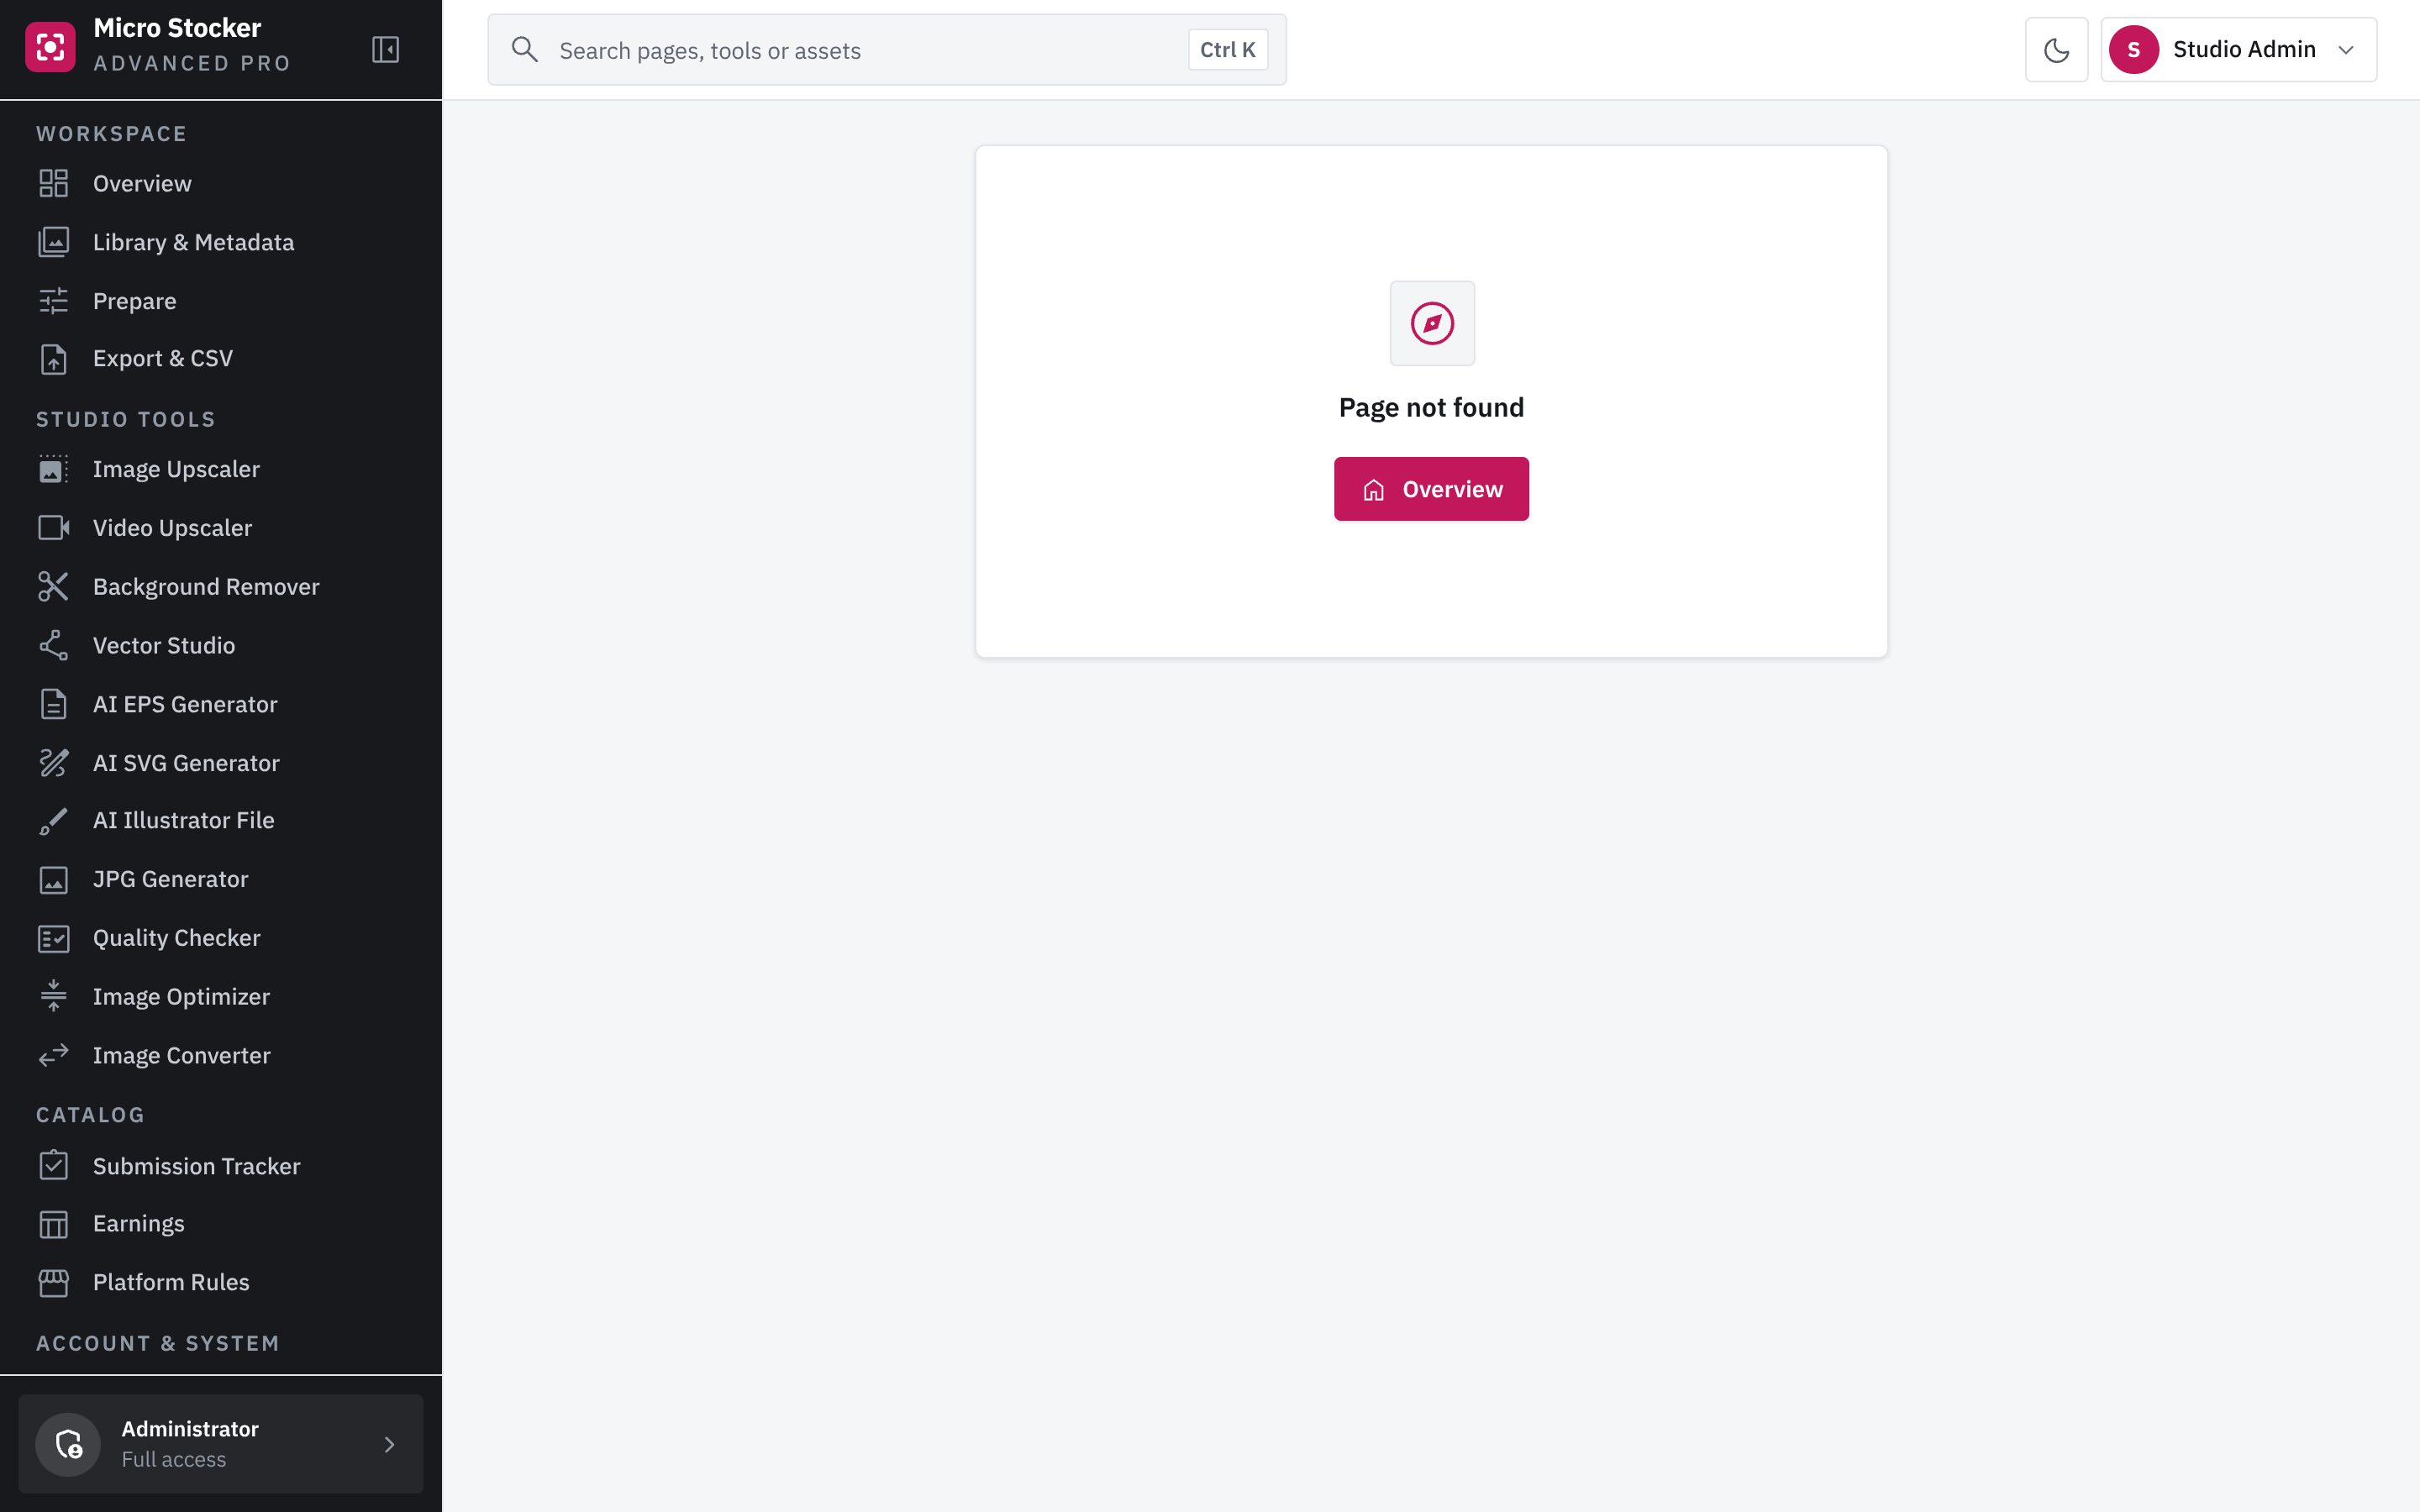 Micro Stocker
ADVANCED PRO
Search pages, tools or assets
Ctrl K
S
Studio Admin
WORKSPACE
Overview
Library & Metadata
Prepare
Export & CSV
STUDIO TOOLS
Image Upscaler
Video Upscaler
Background Remover
Vector Studio
AI EPS Generator
AI SVG Generator
AI Illustrator File
JPG Generator
Quality Checker
Image Optimizer
Image Converter
CATALOG
Submission Tracker
Earnings
Platform Rules
ACCOUNT & SYSTEM
Administrator
Full access
Page not found
Overview